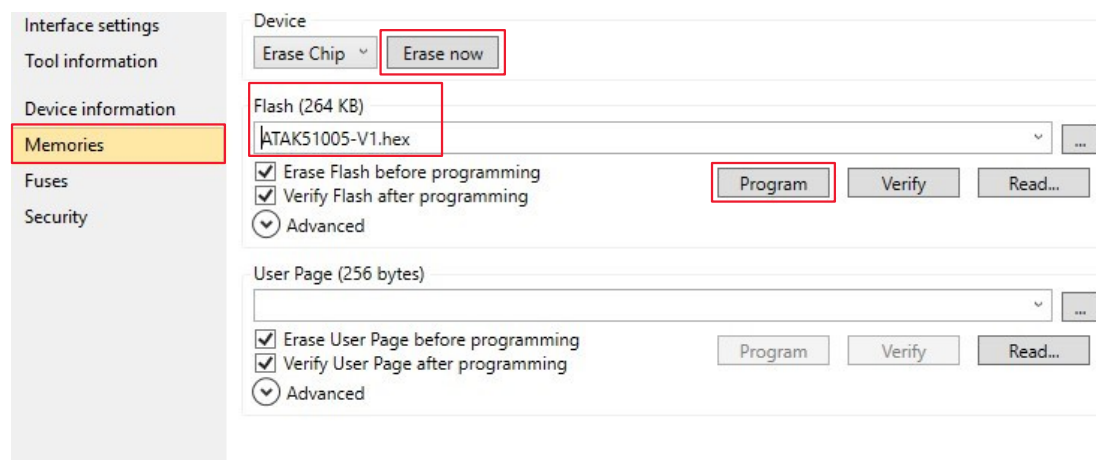 Interface settings
Tool information
Device information
Memories
Fuses
Security
Device
Erase Chip
Erase now
Flash (264 KB)
ATAK51005-V1.hex
...
Erase Flash before programming
Verify Flash after programming
Program
Verify
Read...
Advanced
User Page (256 bytes)
...
Erase User Page before programming
Verify User Page after programming
Program
Verify
Read...
Advanced